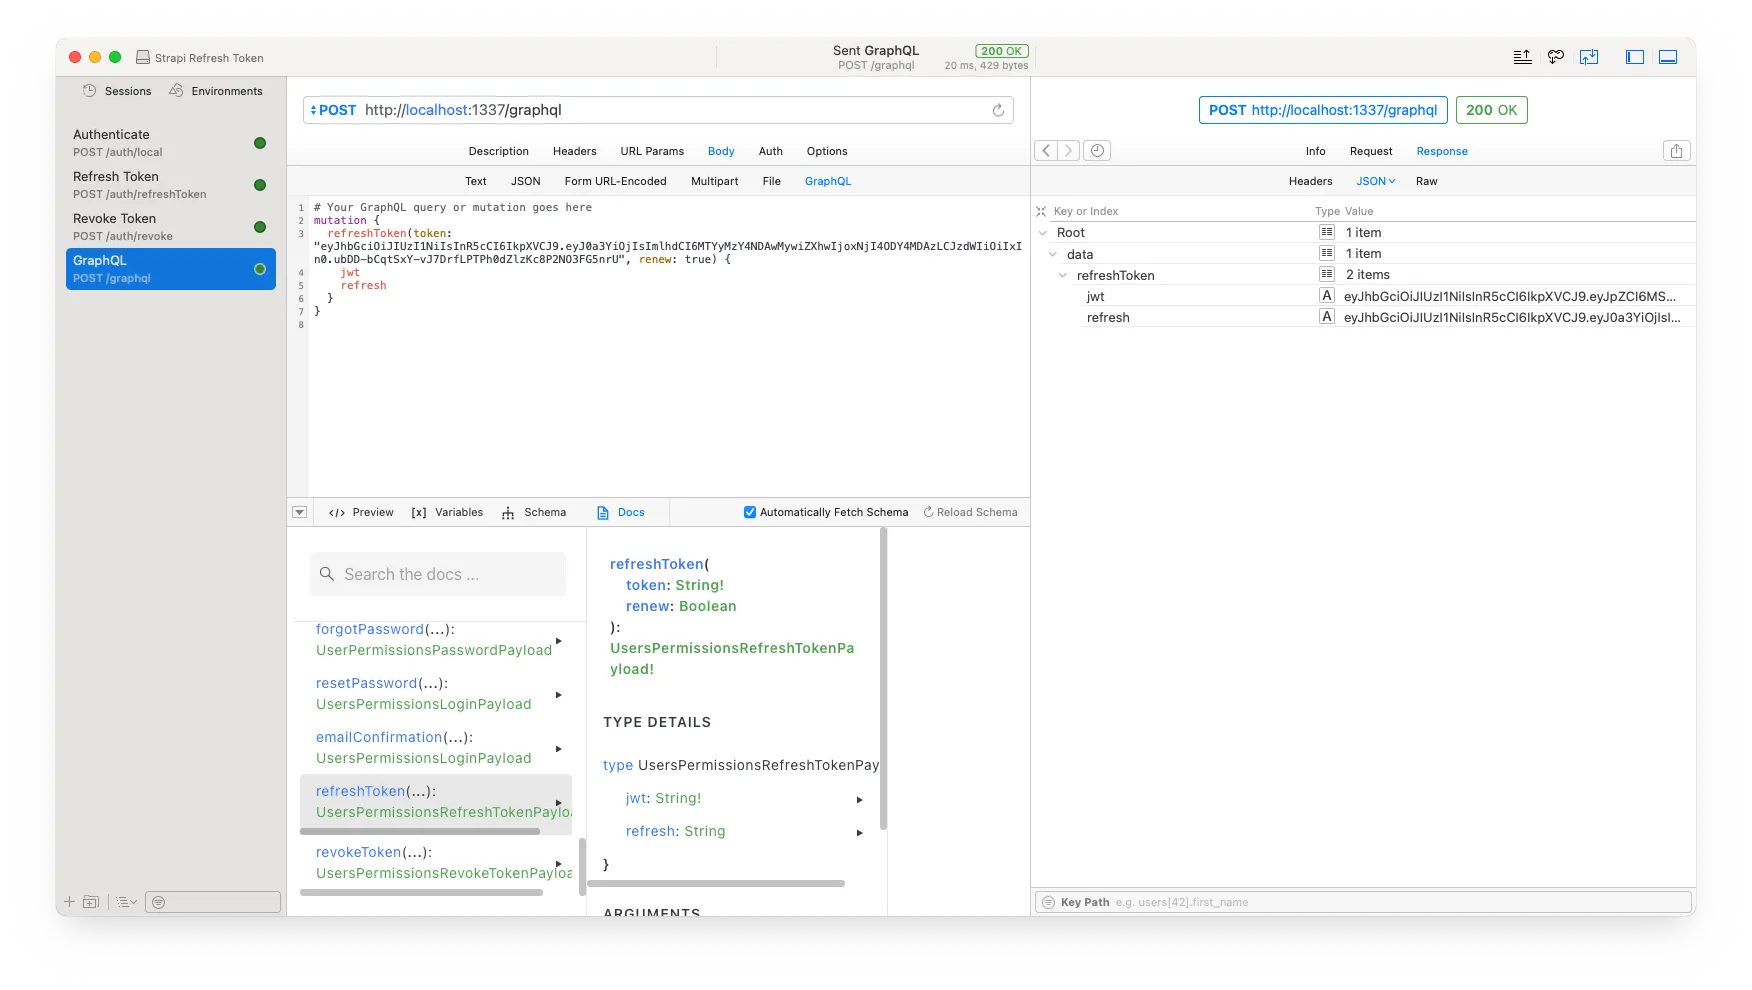 Strapi Refresh Token
Sent GraphQL
POST /graphql
200 OK
20 ms, 429 bytes
Sessions
Environments
Authenticate
POST /auth/local
Refresh Token
POST /auth/refreshToken
Revoke Token
POST /auth/revoke
GraphQL
POST /graphql
POST http://localhost:1337/graphql
Description Headers URL Params Body Auth Options
Text JSON Form URL-Encoded Multipart File GraphQL
1 # Your GraphQL query or mutation goes here
2 mutation {
3 refreshToken(token:
"eyJhbGciOiJIUzI1NiIsInR5cCI6IkpXVCJ9.eyJ0a3YiOjIsImlhdCI6MTYyMzY4NDAwMywiZXhwIjoxNjI4ODY4MDAzLCJzdWIiOiIxI
n0.ubDD-bCqtSxY-vJ7DrfLPTPh0dZlzKc8P2NO3FG5nrU", renew: true) {
4 jwt
5 refresh
6 }
7 }
8
</> Preview [x] Variables Schema Docs
Automatically Fetch Schema Reload Schema
Search the docs ...
forgotPassword(...):
UserPermissionsPasswordPayload
resetPassword(...):
UsersPermissionsLoginPayload
emailConfirmation(...):
UsersPermissionsLoginPayload
refreshToken(...):
UsersPermissionsRefreshTokenPayloa
revokeToken(...):
UsersPermissionsRevokeTokenPayloa
refreshToken(
token: String!
renew: Boolean
):
UsersPermissionsRefreshTokenPa
yload!
TYPE DETAILS
type UsersPermissionsRefreshTokenPay
jwt: String!
refresh: String
}
ARGUMENTS
POST http://localhost:1337/graphql
200 OK
Info Request Response
Headers JSON Raw
Key or Index Type Value
Root 1 item
data 1 item
refreshToken 2 items
jwt A eyJhbGciOiJIUzI1NiIsInR5cCI6IkpXVCJ9.eyJpZCI6MS...
refresh A eyJhbGciOiJIUzI1NiIsInR5cCI6IkpXVCJ9.eyJ0a3YiOjIsI...
Key Path e.g. users[42].first_name